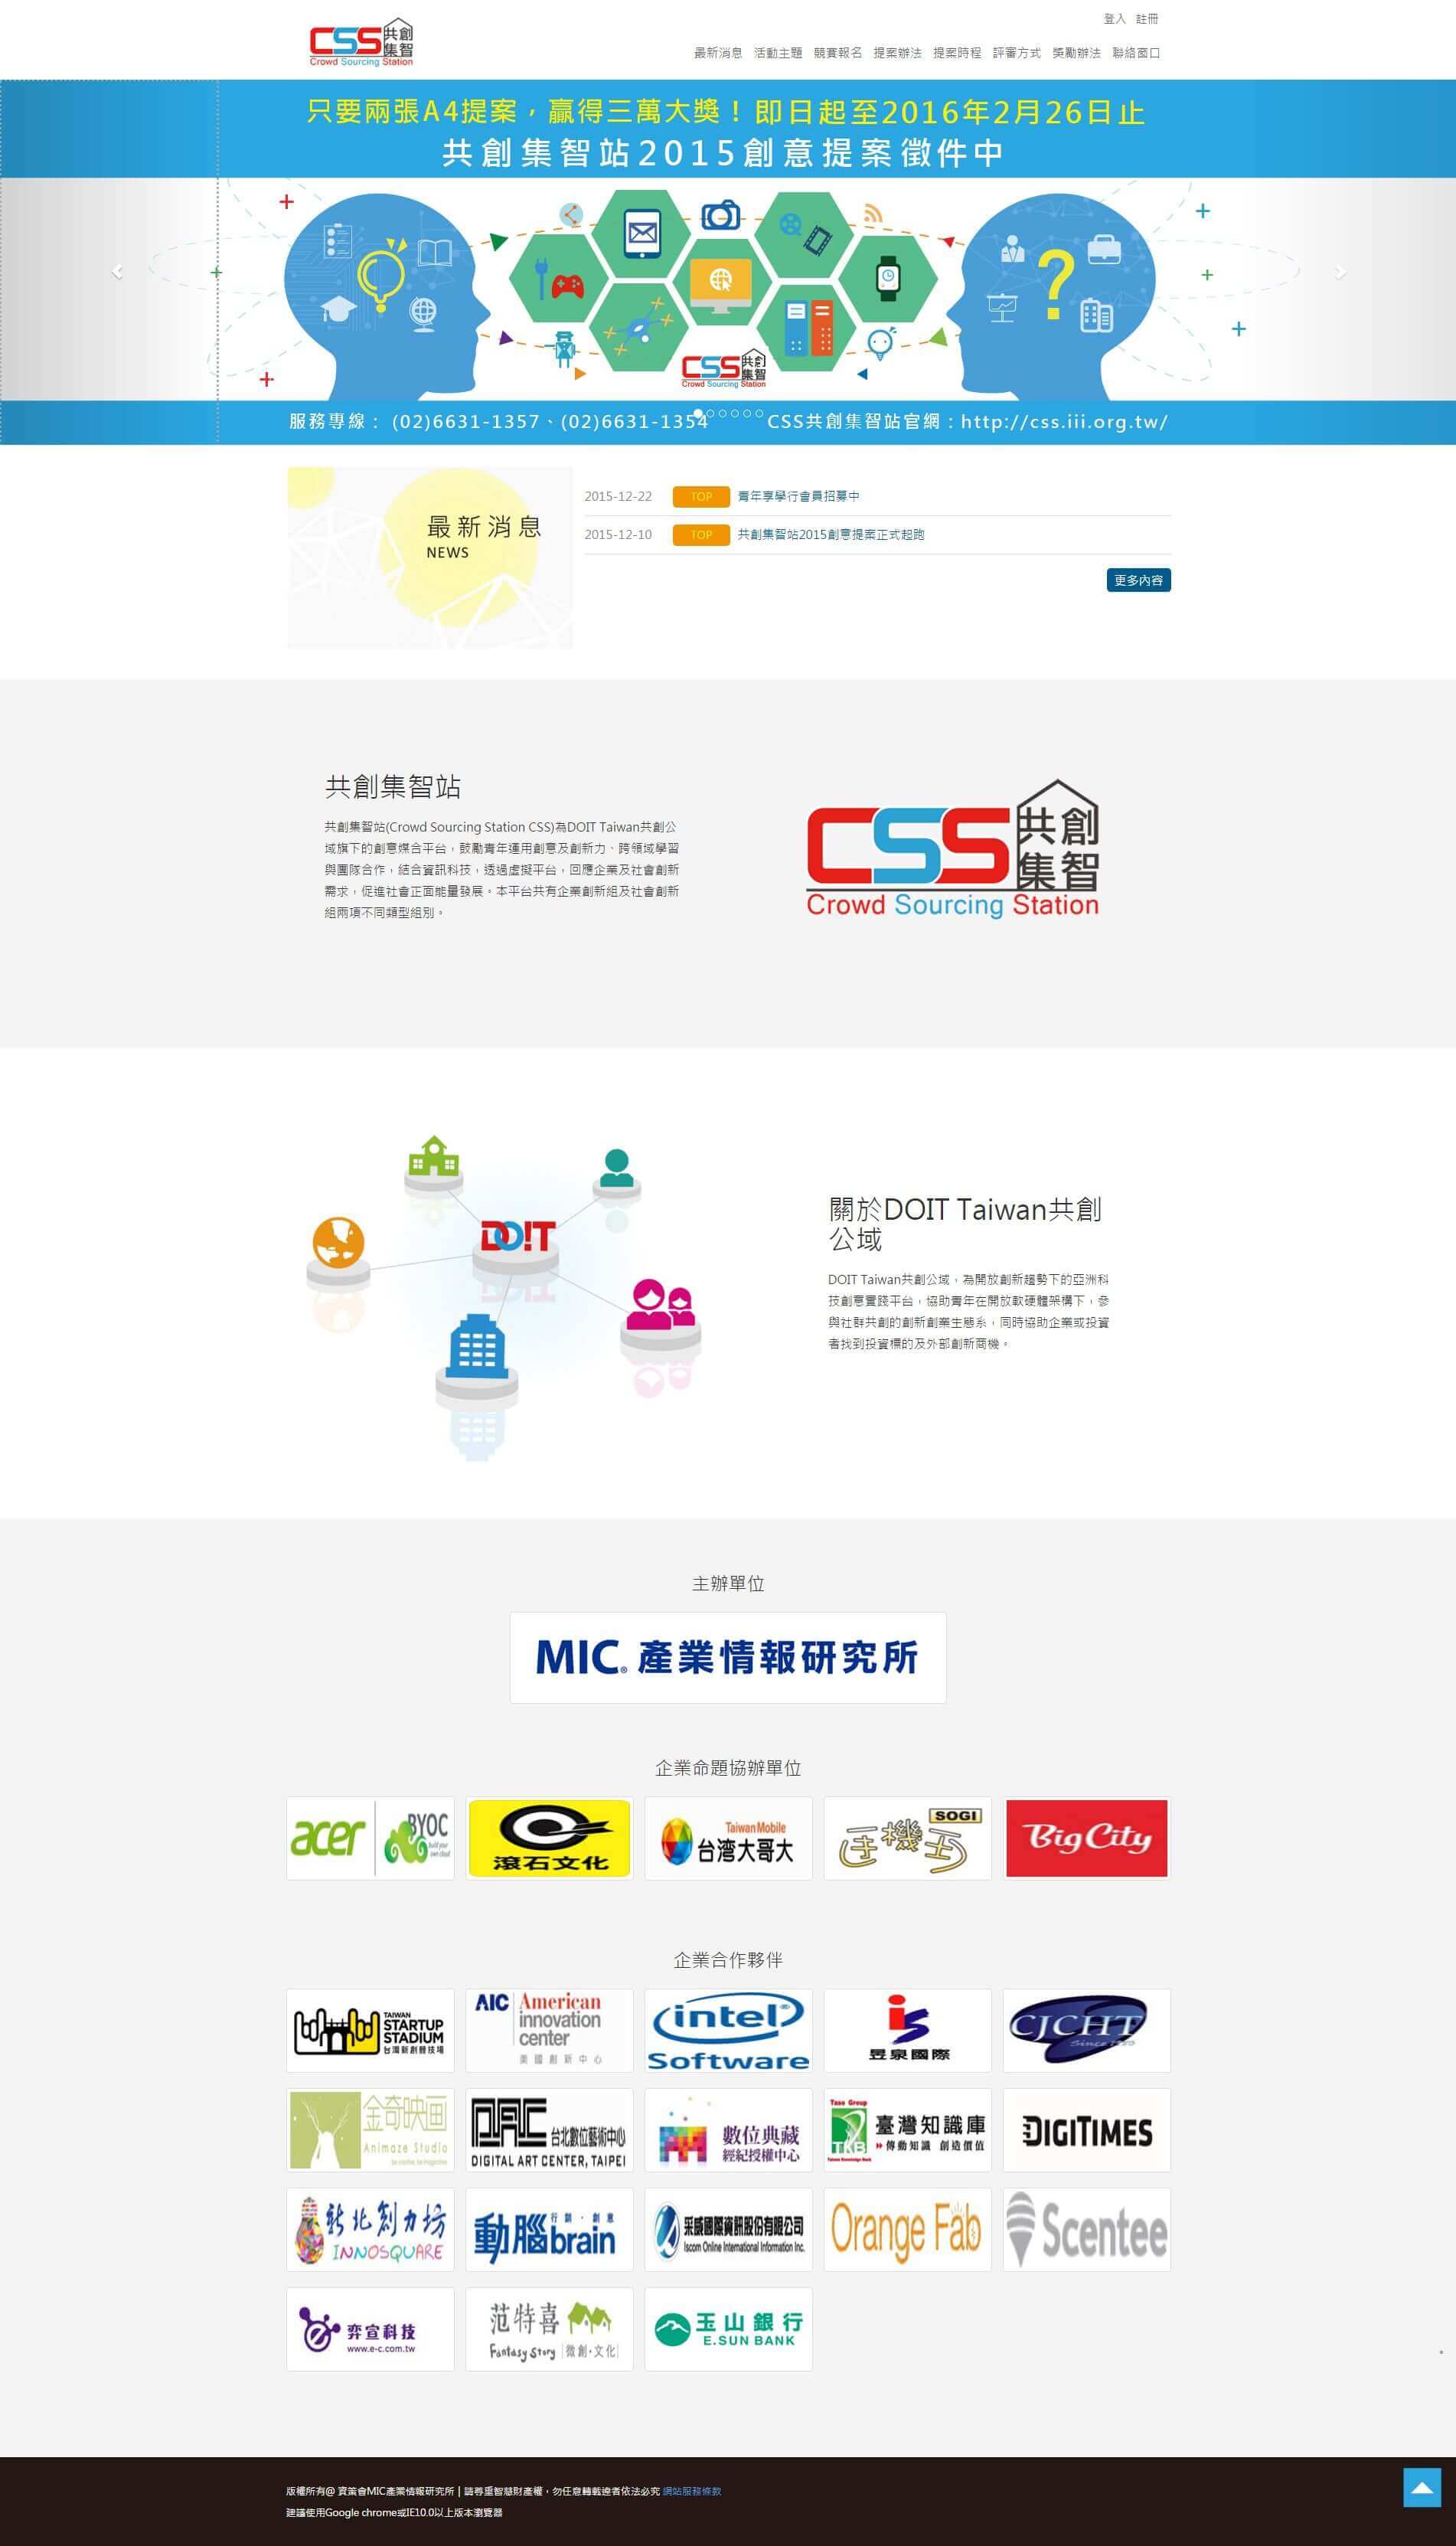 CSS共創集智
Crowd Sourcing Station
登入 註冊
最新消息 活動主題 競賽報名 提案辦法 提案時程 評審方式 獎勵辦法 聯絡窗口
只要兩張A4提案，贏得三萬大獎！即日起至2016年2月26日止
共創集智站2015創意提案徵件中
CSS共創集智
Crowd Sourcing Station
服務專線： (02)6631-1357、(02)6631-1354 CSS共創集智站官網：http://css.iii.org.tw/
最新消息
NEWS
2015-12-22 TOP 青年享學行會員招募中
2015-12-10 TOP 共創集智站2015創意提案正式起跑
更多內容
共創集智站
共創集智站(Crowd Sourcing Station CSS)為DOIT Taiwan共創公
域旗下的創意媒合平台，鼓勵青年運用創意及創新力、跨領域學習
與團隊合作，結合資訊科技，透過虛擬平台，回應企業及社會創新
需求，促進社會正面能量發展。本平台共有企業創新組及社會創新
組兩項不同類型組別。
CSS共創集智
Crowd Sourcing Station
DOIT
關於DOIT Taiwan共創
公域
DOIT Taiwan共創公域，為開放創新趨勢下的亞洲科
技創意實踐平台，協助青年在開放軟硬體架構下，參
與社群共創的創新創業生態系，同時協助企業或投資
者找到投資標的及外部創新商機。
主辦單位
MIC® 產業情報研究所
企業命題協辦單位
acer BYOC build your own cloud
滾石文化
Taiwan Mobile
台灣大哥大
SOGI
手機王
Big City
企業合作夥伴
TAIWAN
STARTUP
STADIUM
台灣新創競技場
AIC American
innovation
center
美國創新中心
intel®
Software
is
昱泉國際
CJCHT
金奇映画
Animaze Studio
DAC 台北數位藝術中心
DIGITAL ART CENTER, TAIPEI
數位典藏
經紀授權中心
Taso Group
TKB
臺灣知識庫
傳動知識 創造價值
DIGITIMES
新北創力坊
INNOSQUARE
行銷·創意
動腦brain
采威國際資訊股份有限公司
Iscom Online International Information Inc.
Orange Fab
Scentee
弈宣科技
www.e-c.com.tw
范特喜
Fantasy Story 微創·文化
玉山銀行
E.SUN BANK
版權所有@ 資策會MIC產業情報研究所 | 請尊重智慧財產權，勿任意轉載違者依法必究 網站服務條款
建議使用Google chrome或IE10.0以上版本瀏覽器